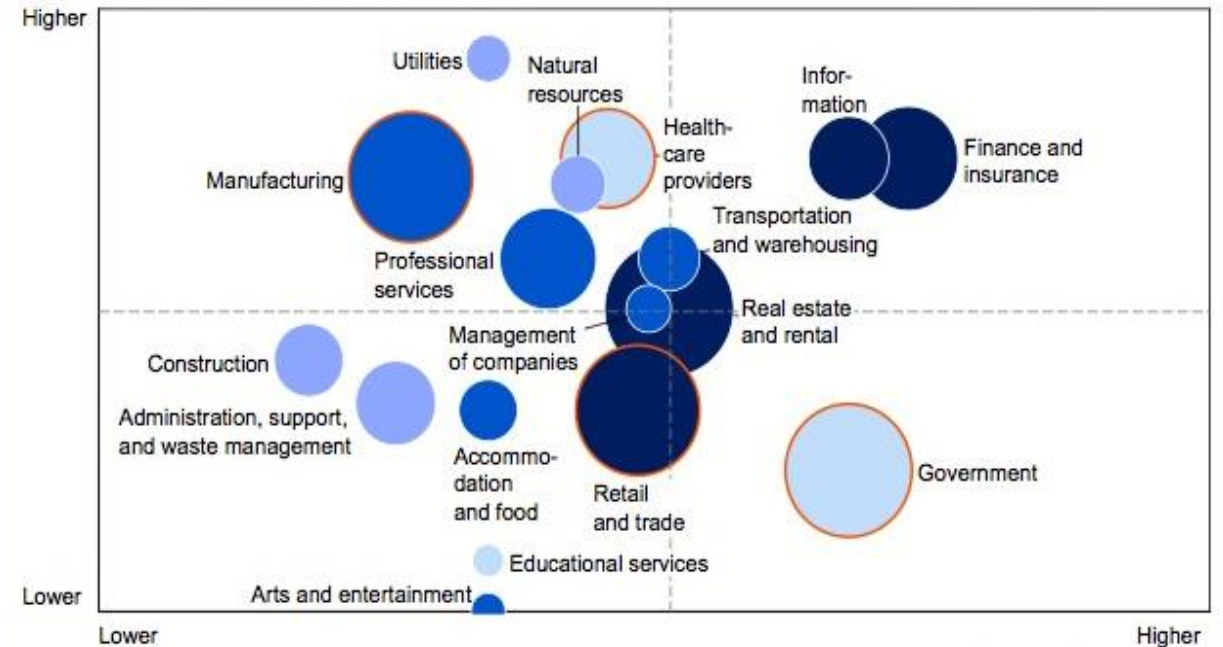 Higher
Utilities
Natural
resources
Infor-
mation
Health-
care
providers
Finance and
insurance
Manufacturing
Transportation
and warehousing
Professional
services
Real estate
and rental
Management
of companies
Construction
Administration, support,
and waste management
Accommo-
dation
and food
Retail
and trade
Government
Educational services
Arts and entertainment
Lower
Lower
Higher